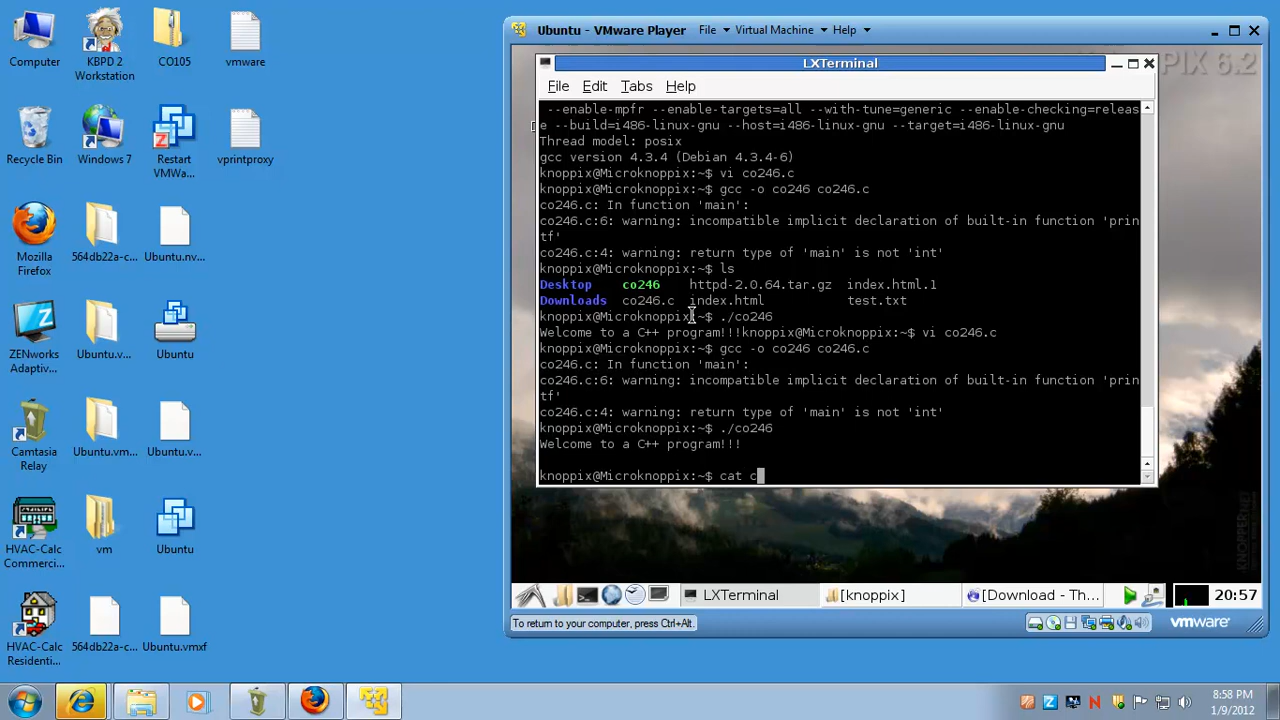 Computer
KBPD 2
Workstation
CO105
vmware
Recycle Bin
Windows 7
Restart
VMWa...
vprintproxy
Mozilla
Firefox
564db22a-c...
Ubuntu.nv...
ZENworks
Adaptiv...
Ubuntu.v...
Ubuntu
Camtasia
Relay
Ubuntu.vm...
Ubuntu.v...
HVAC-Calc
Commerci...
vm
Ubuntu
HVAC-Calc
Residenti...
564db22a-c...
Ubuntu.vmxf
Ubuntu - VMware Player File Virtual Machine Help
PIX 6.2
LXTerminal
File Edit Tabs Help
--enable-mpfr --enable-targets=all --with-tune=generic --enable-checking=releas
e --build=i486-linux-gnu --host=i486-linux-gnu --target=i486-linux-gnu
Thread model: posix
gcc version 4.3.4 (Debian 4.3.4-6)
knoppix@Microknoppix:~$ vi co246.c
knoppix@Microknoppix:~$ gcc -o co246 co246.c
co246.c: In function 'main':
co246.c:6: warning: incompatible implicit declaration of built-in function 'prin
tf'
co246.c:4: warning: return type of 'main' is not 'int'
knoppix@Microknoppix:~$ ls
Desktop co246 httpd-2.0.64.tar.gz index.html.1
Downloads co246.c index.html test.txt
knoppix@Microknoppix:~$ ./co246
Welcome to a C++ program!!!knoppix@Microknoppix:~$ vi co246.c
knoppix@Microknoppix:~$ gcc -o co246 co246.c
co246.c: In function 'main':
co246.c:6: warning: incompatible implicit declaration of built-in function 'prin
tf'
co246.c:4: warning: return type of 'main' is not 'int'
knoppix@Microknoppix:~$ ./co246
Welcome to a C++ program!!!
knoppix@Microknoppix:~$ cat c
LXTerminal [knoppix] [Download - Th... 20:57
To return to your computer, press Ctrl+Alt.
vmware
8:58 PM
1/9/2012